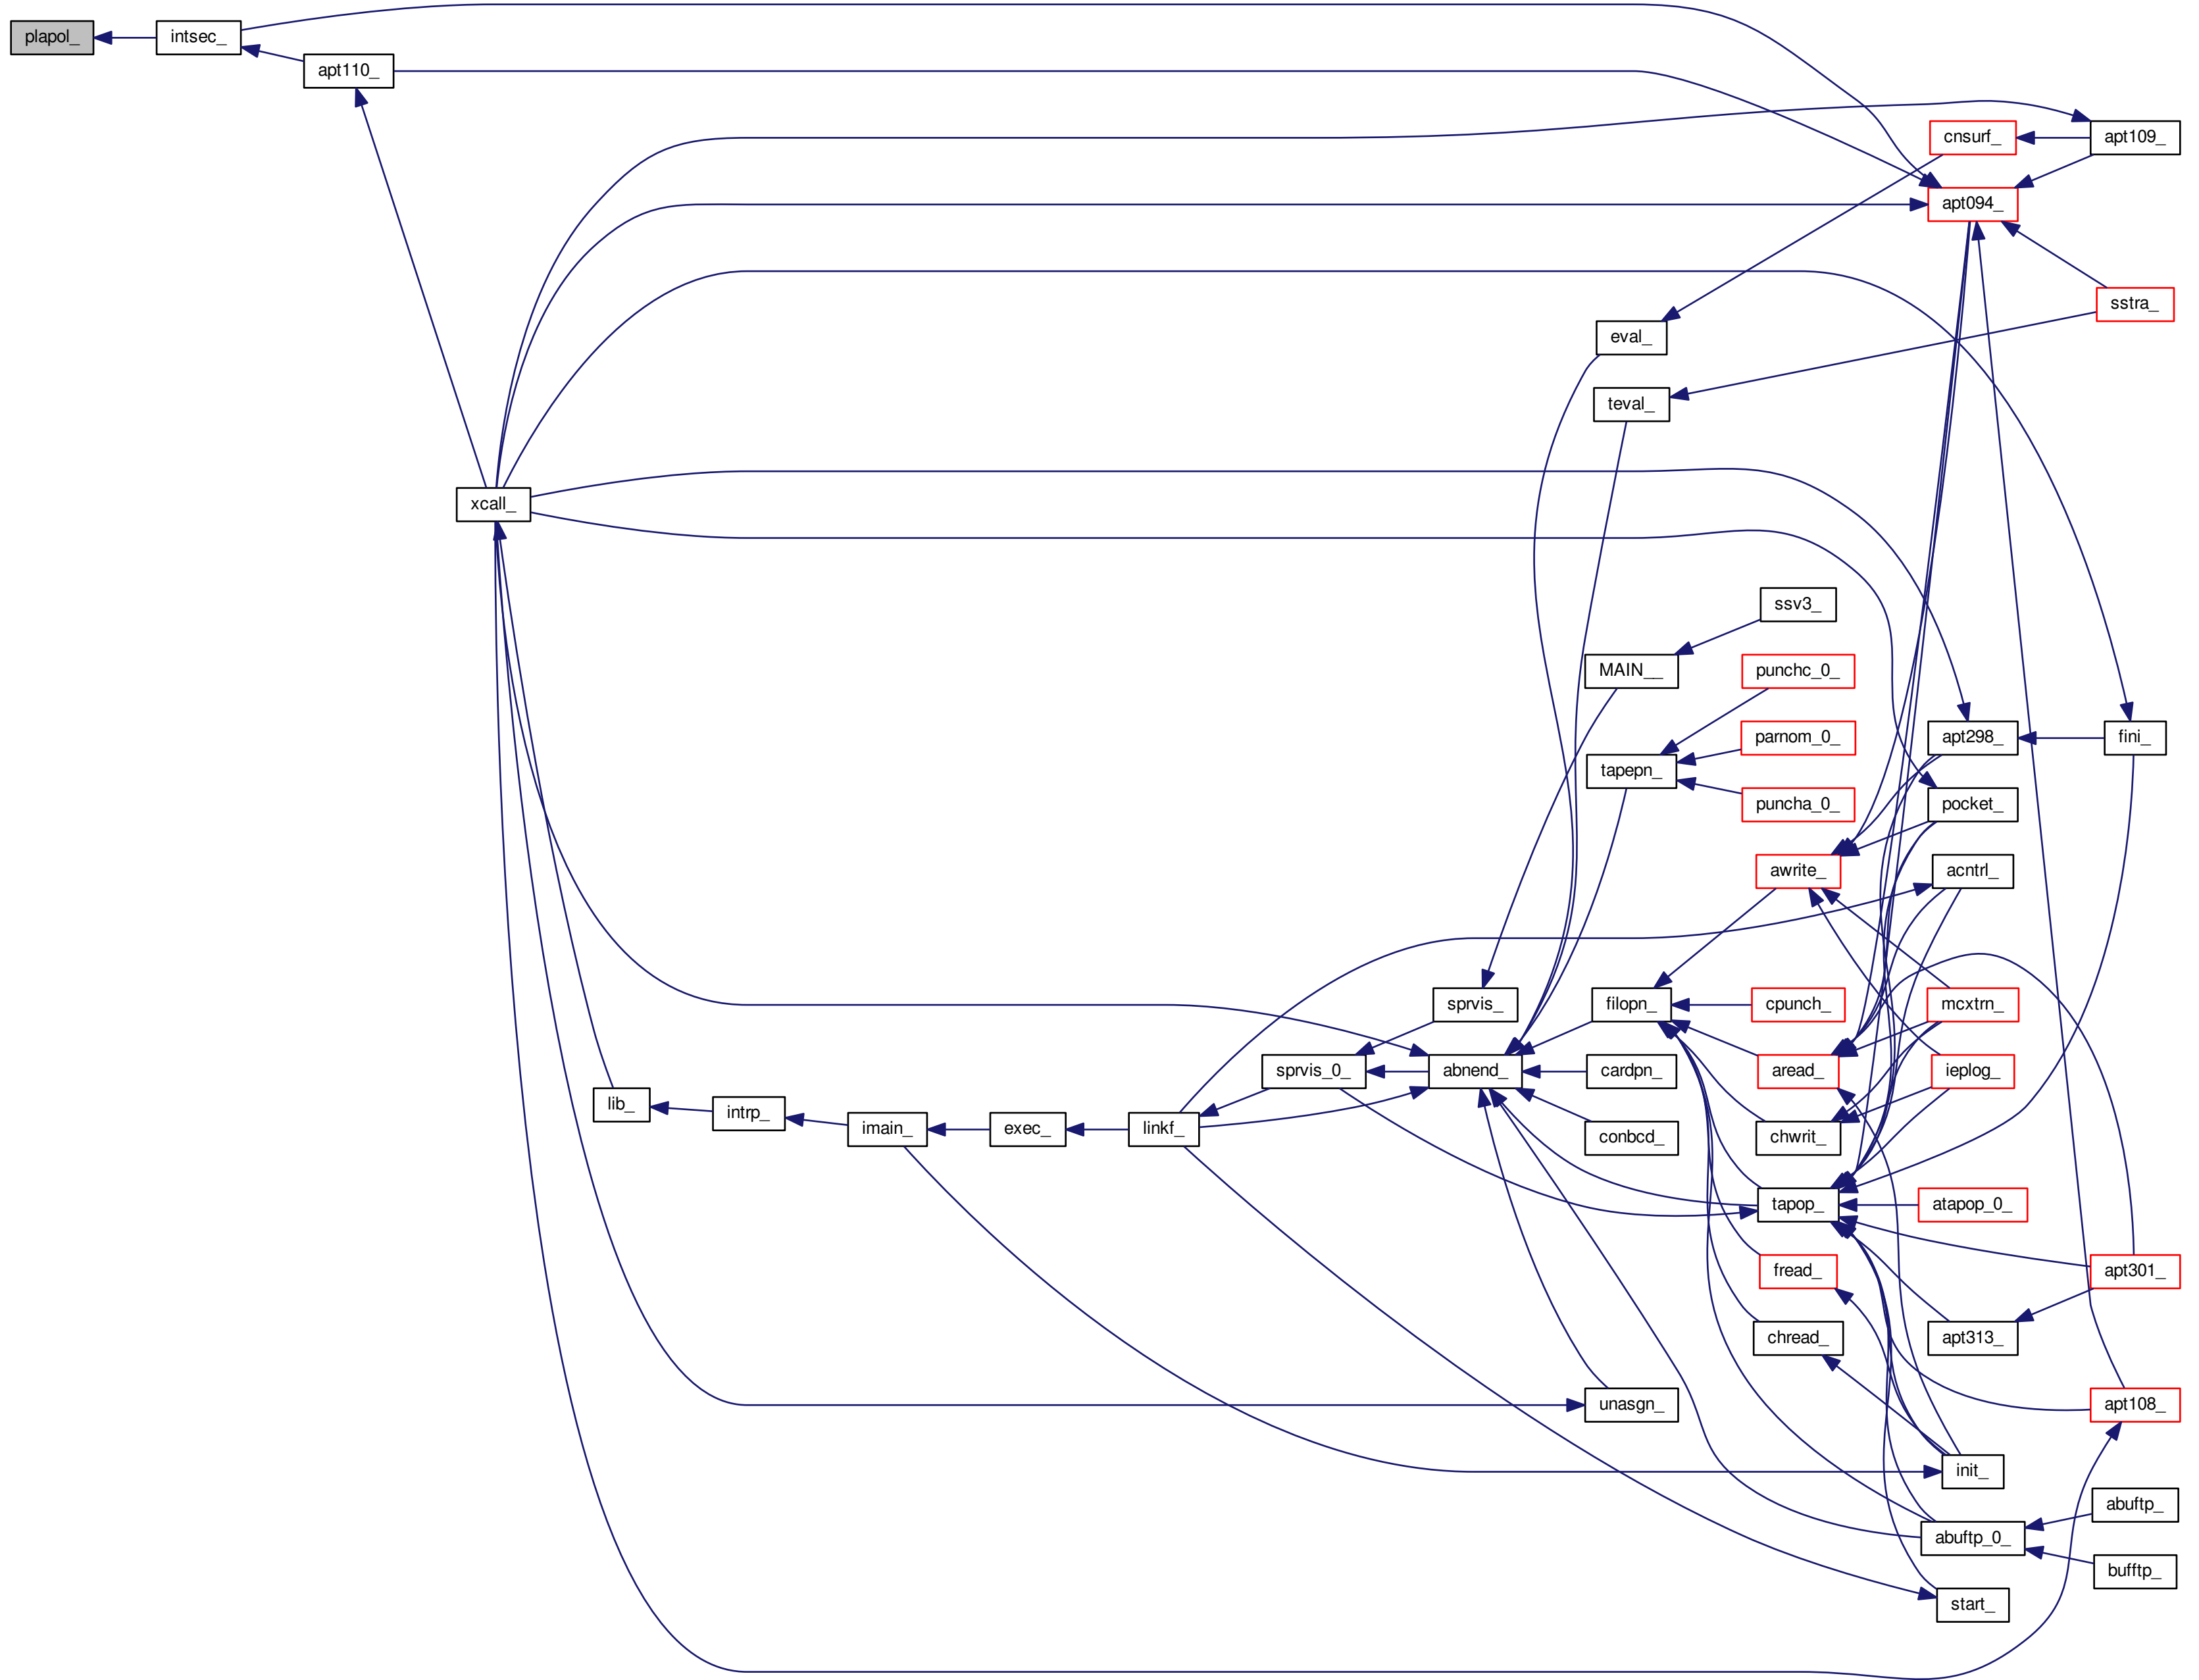 plapol_
intsec_
apt110_
cnsurf_
apt109_
apt094_
sstra_
eval_
teval_
xcall_
ssv3_
MAIN__
punchc_0_
parnom_0_
apt298_
fini_
tapepn_
puncha_0_
pocket_
awrite_
acntrl_
sprvis_
filopn_
cpunch_
mcxtrn_
sprvis_0_
abnend_
cardpn_
aread_
ieplog_
lib_
intrp_
imain_
exec_
linkf_
conbcd_
chwrit_
tapop_
atapop_0_
fread_
apt301_
chread_
apt313_
unasgn_
apt108_
init_
abuftp_
abuftp_0_
bufftp_
start_